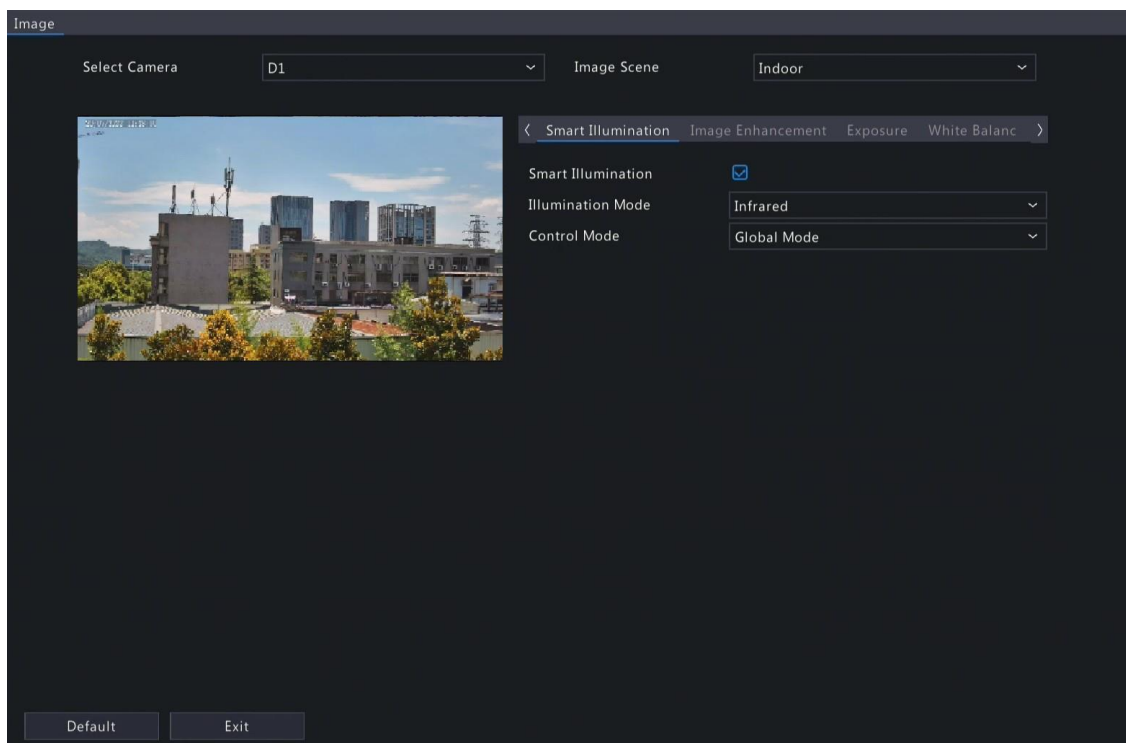 Image
Select Camera D1 Image Scene Indoor
Smart Illumination Image Enhancement Exposure White Balanc
Smart Illumination
Illumination Mode Infrared
Control Mode Global Mode
Default Exit